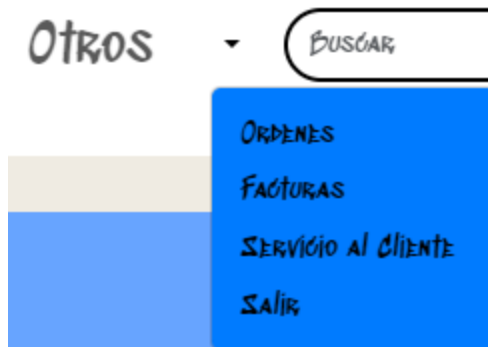 Otros
Buscar
Ordenes
Facturas
Servicio al Cliente
Salir